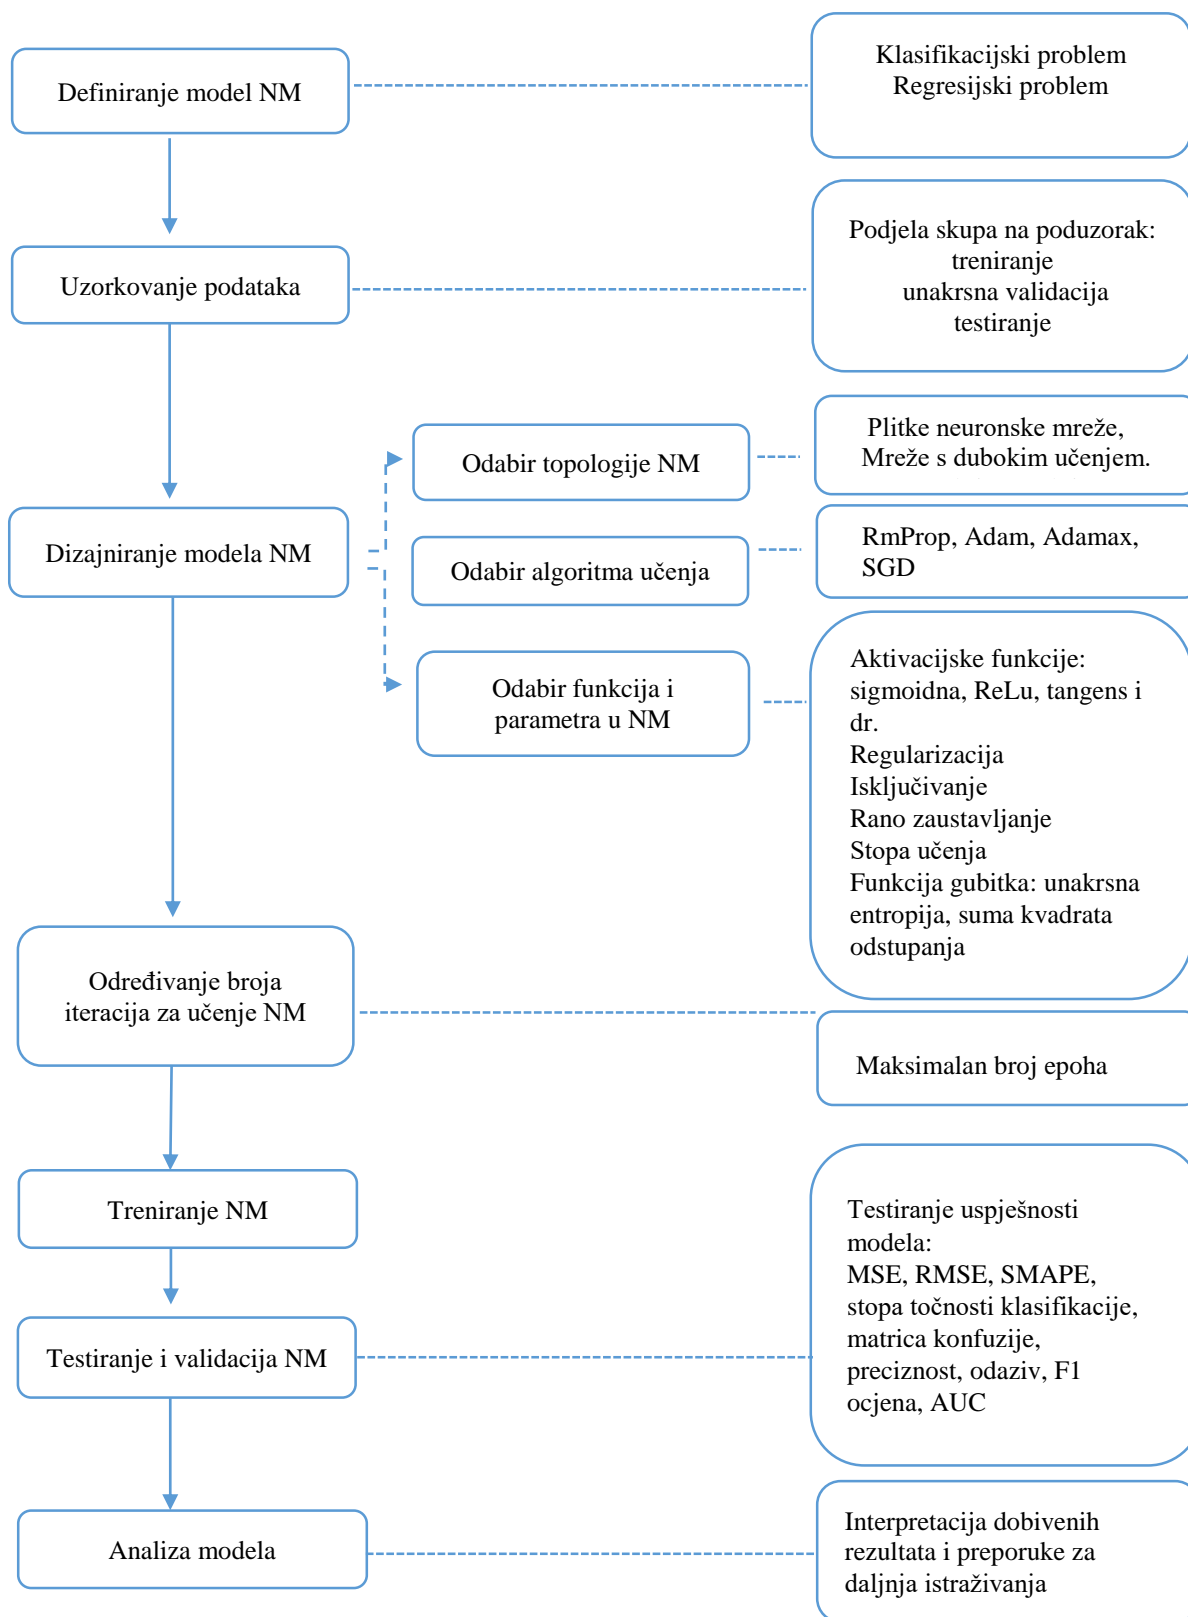 Definiranje model NM
Klasifikacijski problem
Regresijski problem
Uzorkovanje podataka
Podjela skupa na poduzorak:
treniranje
unakrsna validacija
testiranje
Dizajniranje modela NM
Odabir topologije NM
Plitke neuronske mreže,
Mreže s dubokim učenjem.
Odabir algoritma učenja
RmProp, Adam, Adamax,
SGD
Odabir funkcija i
parametra u NM
Aktivacijske funkcije:
sigmoidna, ReLu, tangens i
dr.
Regularizacija
Isključivanje
Rano zaustavljanje
Stopa učenja
Funkcija gubitka: unakrsna
entropija, suma kvadrata
odstupanja
Određivanje broja
iteracija za učenje NM
Maksimalan broj epoha
Treniranje NM
Testiranje i validacija NM
Testiranje uspješnosti
modela:
MSE, RMSE, SMAPE,
stopa točnosti klasifikacije,
matrica konfuzije,
preciznost, odaziv, F1
ocjena, AUC
Analiza modela
Interpretacija dobivenih
rezultata i preporuke za
daljnja istraživanja